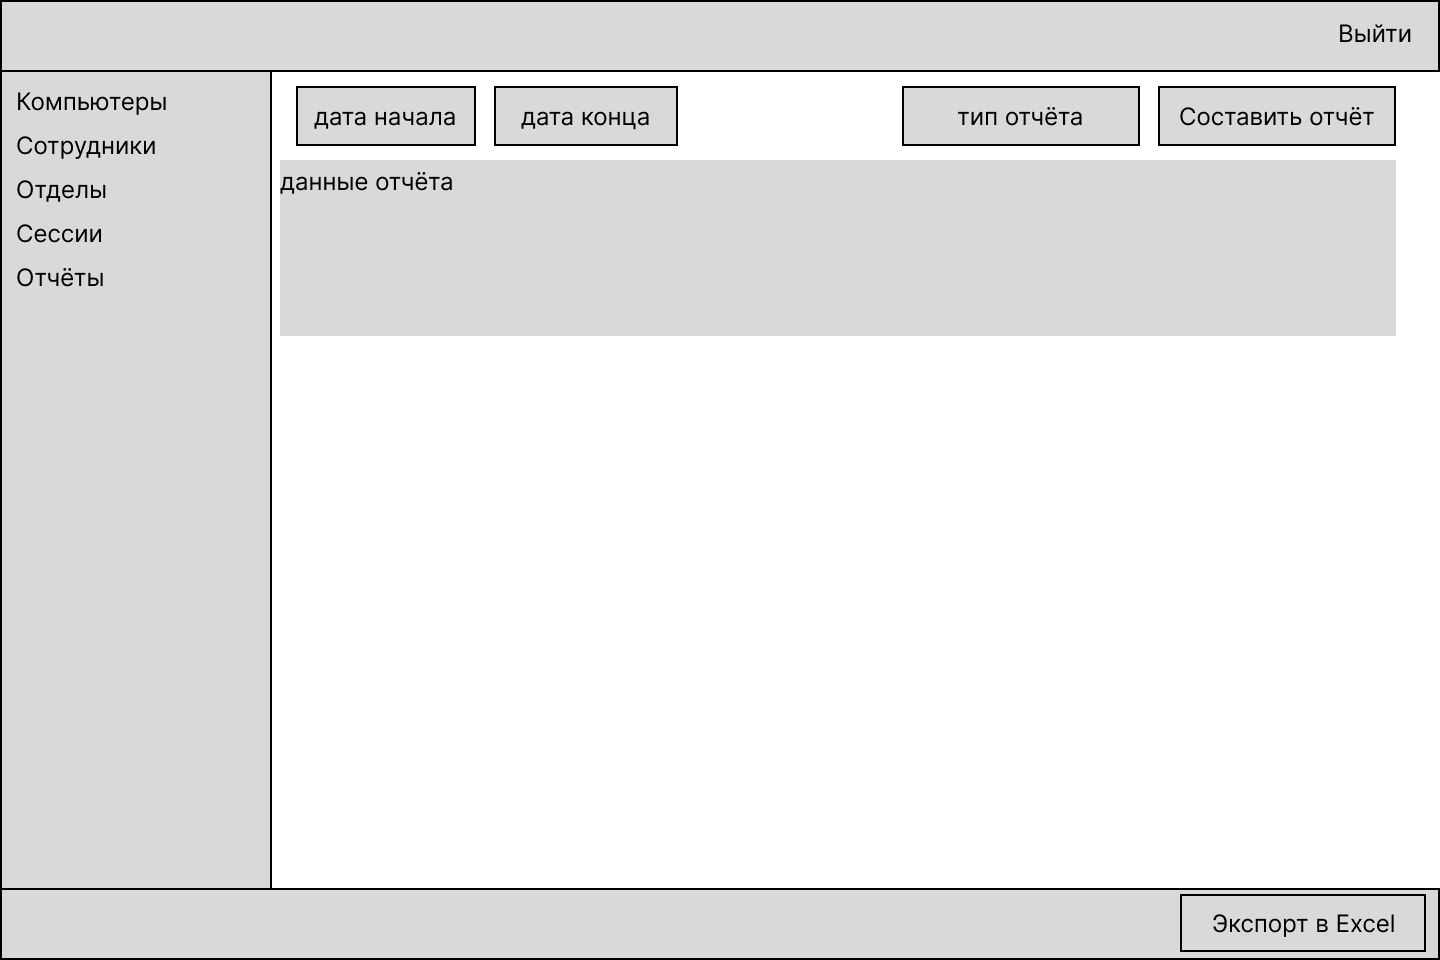 Выйти
Компьютеры
Сотрудники
Отделы
Сессии
Отчёты
дата начала
дата конца
тип отчёта
Составить отчёт
данные отчёта
Экспорт в Excel